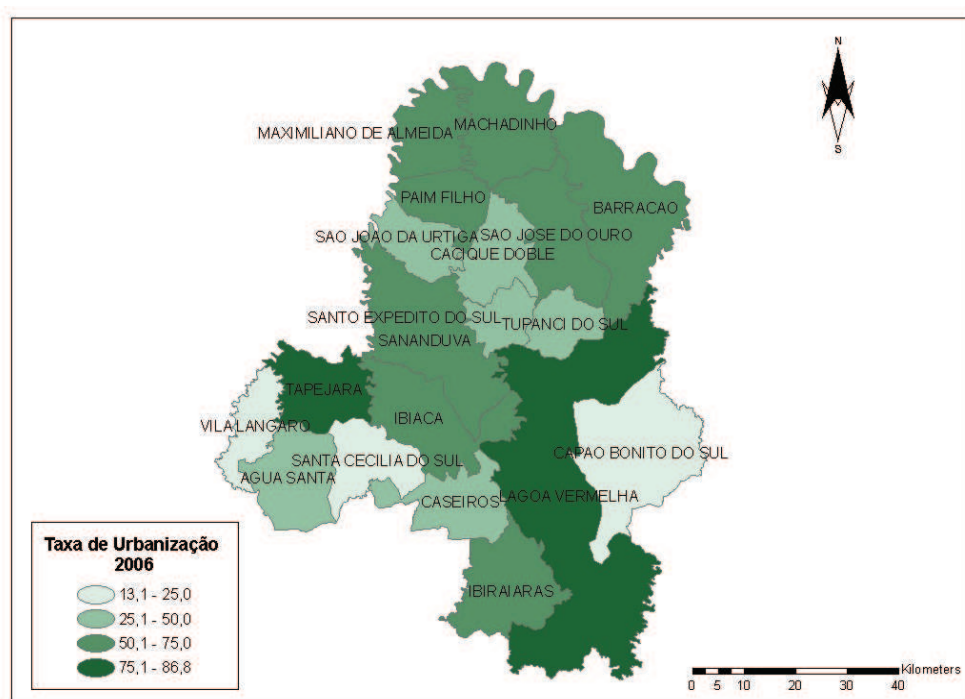 N
S
MAXIMILIANO DE ALMEIDA
MACHADINHO
PAIM FILHO
BARRACAO
SAO JOAO DA URTIGA
SAO JOSE DO OURO
CACIQUE DOBLE
SANTO EXPEDITO DO SUL
TUPANCI DO SUL
SANANDUVA
TAPEJARA
VILA LANGARO
IBIACA
SANTA CECILIA DO SUL
CAPAO BONITO DO SUL
AGUA SANTA
CASEIROS
LAGOA VERMELHA
IBIRAIARAS
Taxa de Urbanização
2006
13,1 - 25,0
25,1 - 50,0
50,1 - 75,0
75,1 - 86,8
Kilometers
0 5 10 20 30 40